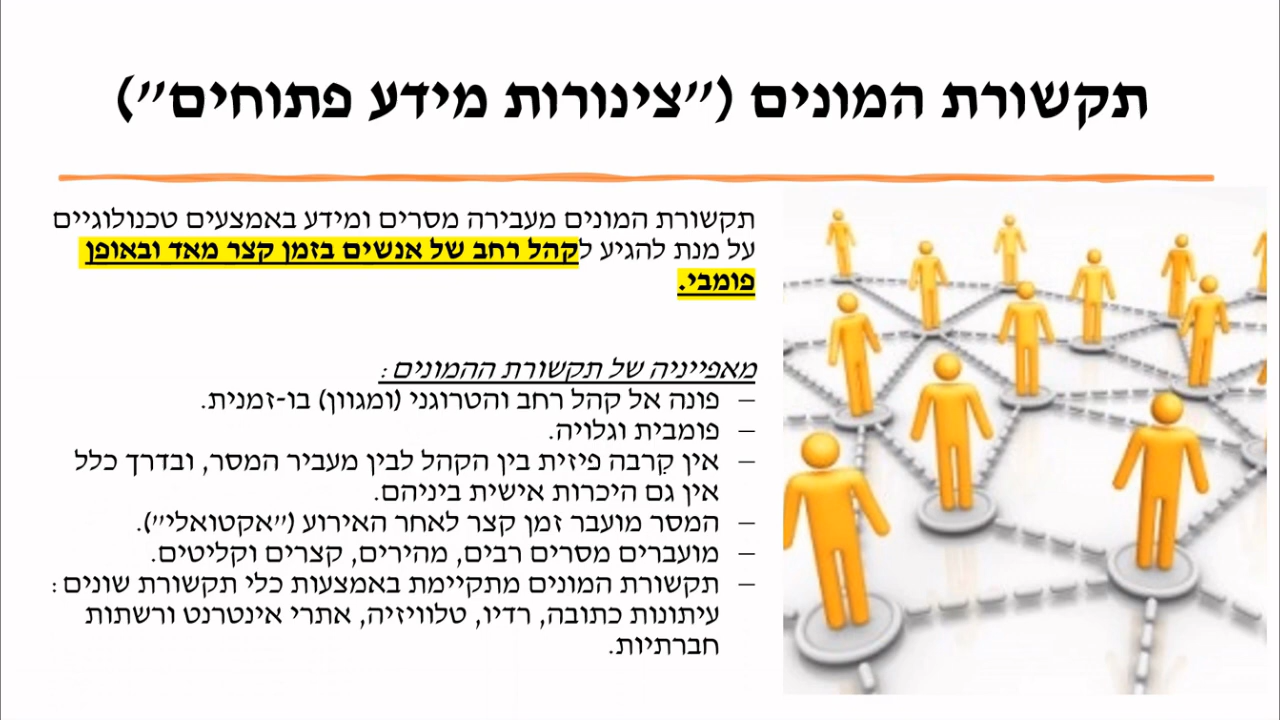 תקשורת המונים ("צינורות מידע פתוחים")
תקשורת המונים מעבירה מסרים ומידע באמצעים טכנולוגיים
על מנת להגיע לקהל רחב של אנשים בזמן קצר מאד ובאופן
פומבי.
מאפייניה של תקשורת ההמונים:
– פונה אל קהל רחב והטרוגני (ומגוון) בו-זמנית.
– פומבית וגלויה.
– אין קִרבה פיזית בין הקהל לבין מעביר המסר, ובדרך כלל
אין גם היכרות אישית ביניהם.
– המסר מועבר זמן קצר לאחר האירוע ("אקטואלי").
– מועברים מסרים רבים, מהירים, קצרים וקליטים.
– תקשורת המונים מתקיימת באמצעות כלי תקשורת שונים:
עיתונות כתובה, רדיו, טלוויזיה, אתרי אינטרנט ורשתות
חברתיות.